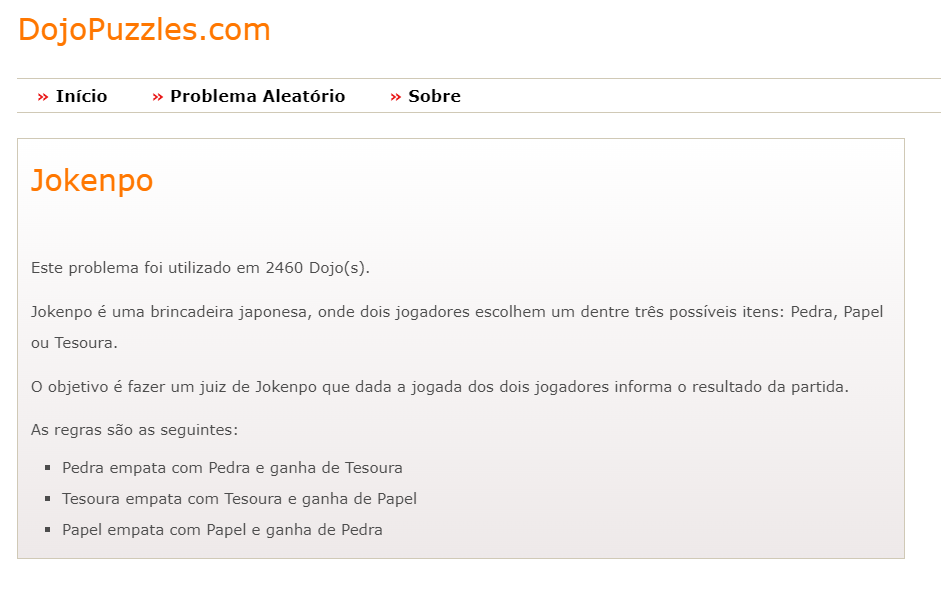 DojoPuzzles.com
» Início » Problema Aleatório » Sobre
Jokenpo
Este problema foi utilizado em 2460 Dojo(s).
Jokenpo é uma brincadeira japonesa, onde dois jogadores escolhem um dentre três possíveis itens: Pedra, Papel
ou Tesoura.
O objetivo é fazer um juiz de Jokenpo que dada a jogada dos dois jogadores informa o resultado da partida.
As regras são as seguintes:
▪ Pedra empata com Pedra e ganha de Tesoura
▪ Tesoura empata com Tesoura e ganha de Papel
▪ Papel empata com Papel e ganha de Pedra